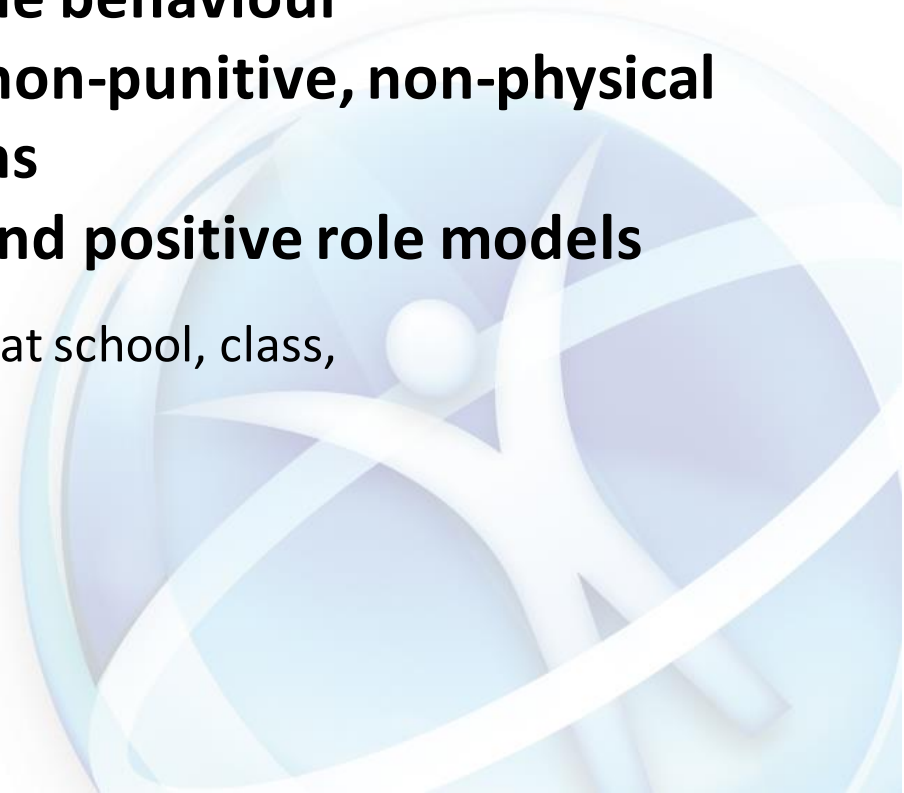 le behaviour
non-punitive, non-physical
ns
nd positive role models
at school, class,